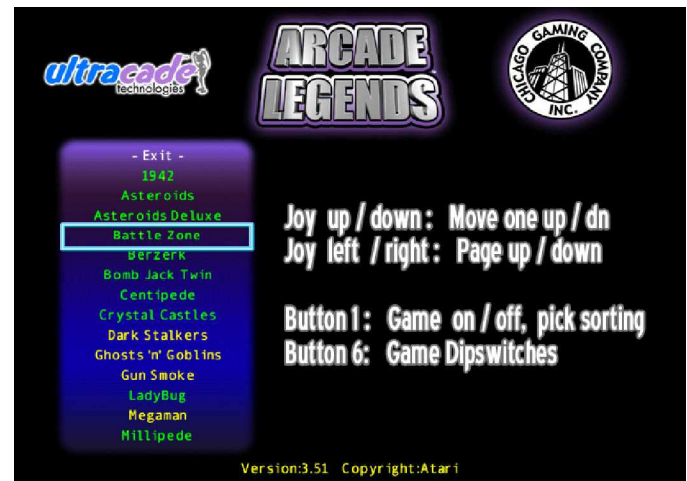 ultracade
technologies
ARCADE
LEGENDS
CHICAGO GAMING COMPANY
INC.
- Exit -
1942
Asteroids
Asteroids Deluxe
Battle Zone
Berzerk
Bomb Jack Twin
Centipede
Crystal Castles
Dark Stalkers
Ghosts 'n' Goblins
Gun Smoke
LadyBug
Megaman
Millipede
Joy up / down : Move one up / dn
Joy left / right : Page up / down
Button 1 : Game on / off, pick sorting
Button 6: Game Dipswitches
Version:3.51 Copyright:Atari